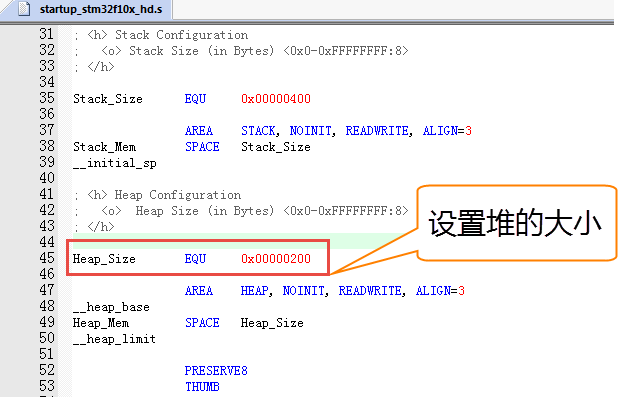 startup_stm32f10x_hd.s
31 ; <h> Stack Configuration
32 ;   <o> Stack Size (in Bytes) <0x0-0xFFFFFFFF:8>
33 ; </h>
34
35 Stack_Size      EQU     0x00000400
36
37                 AREA    STACK, NOINIT, READWRITE, ALIGN=3
38 Stack_Mem       SPACE   Stack_Size
39 __initial_sp
40
41 ; <h> Heap Configuration
42 ;   <o>  Heap Size (in Bytes) <0x0-0xFFFFFFFF:8>
43 ; </h>
44
45 Heap_Size       EQU     0x00000200
46
47                 AREA    HEAP, NOINIT, READWRITE, ALIGN=3
48 __heap_base
49 Heap_Mem        SPACE   Heap_Size
50 __heap_limit
51
52                 PRESERVE8
53                 THUMB
设置堆的大小